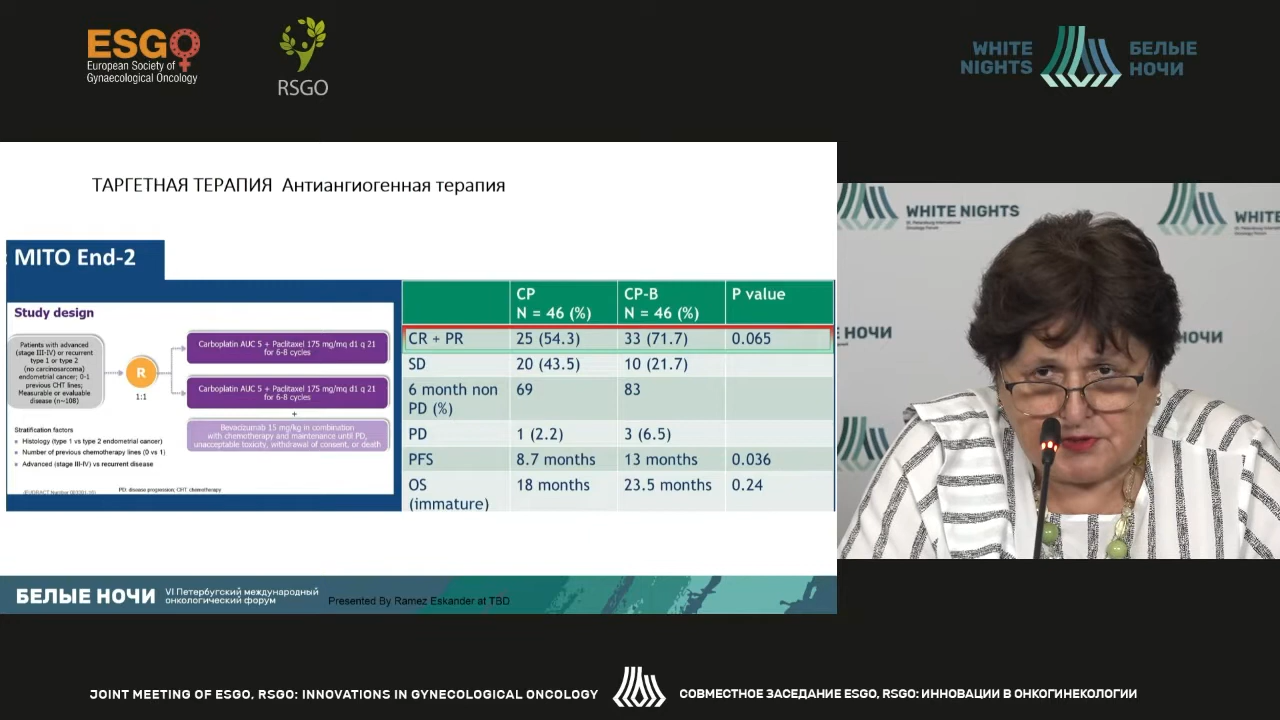 ESGO
European Society of
Gynaecological Oncology
RSGO
WHITE
NIGHTS
БЕЛЫЕ
НОЧИ
ТАРГЕТНАЯ ТЕРАПИЯ Антиангиогенная терапия
MITO End-2
Study design
Patients with advanced
(stage III-IV) or recurrent
type 1 or type 2
(no carcinosarcoma)
endometrial cancer; 0-1
previous CHT lines;
Measurable or evaluable
disease (n=108)
R
1:1
Carboplatin AUC 5 + Paclitaxel 175 mg/mq d1 q 21
for 6-8 cycles
Carboplatin AUC 5 + Paclitaxel 175 mg/mq d1 q 21
for 6-8 cycles
+
Bevacizumab 15 mg/kg in combination
with chemotherapy and maintenance until PD,
unacceptable toxicity, withdrawal of consent, or death
Stratification factors
Histology (type 1 vs type 2 endometrial cancer)
Number of previous chemotherapy lines (0 vs 1)
Advanced (stage III-IV) vs recurrent disease
PD: disease progression; CHT: chemotherapy
CP
N = 46 (%)
CP-B
N = 46 (%)
P value
CR + PR 25 (54.3) 33 (71.7) 0.065
SD 20 (43.5) 10 (21.7)
6 month non
PD (%)
69 83
PD 1 (2.2) 3 (6.5)
PFS 8.7 months 13 months 0.036
OS
(immature)
18 months 23.5 months 0.24
БЕЛЫЕ НОЧИ
VI Петербургский международный
онкологический форум
Presented By Ramez Eskander at TBD
WHITE NIGHTS
St. Petersburg International
Oncology Forum
WHITE
НОЧИ
JOINT MEETING OF ESGO, RSGO: INNOVATIONS IN GYNECOLOGICAL ONCOLOGY
СОВМЕСТНОЕ ЗАСЕДАНИЕ ESGO, RSGO: ИННОВАЦИИ В ОНКОГИНЕКОЛОГИИ